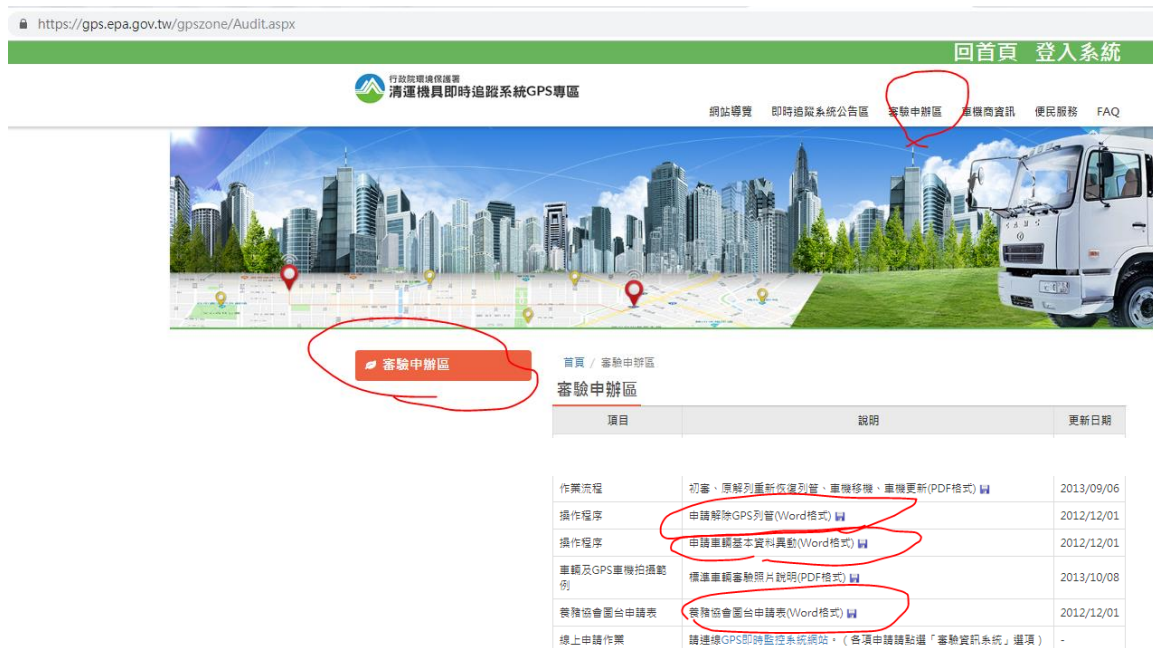 https://gps.epa.gov.tw/gpszone/Audit.aspx
回首頁 登入系統
行政院環境保護署
清運機具即時追蹤系統GPS專區
網站導覽 即時追蹤系統公告區 審驗申辦區 車機商資訊 便民服務 FAQ
審驗申辦區
首頁 / 審驗申辦區
審驗申辦區
項目 說明 更新日期
作業流程 初審、原解列重新恢復列管、車機移機、車機更新(PDF格式) 2013/09/06
操作程序 申請解除GPS列管(Word格式) 2012/12/01
操作程序 申請車輛基本資料異動(Word格式) 2012/12/01
車輛及GPS車機拍攝範
例 標準車輛審驗照片說明(PDF格式) 2013/10/08
養豬協會圖台申請表 養豬協會圖台申請表(Word格式) 2012/12/01
線上申請作業 請連線GPS即時監控系統網站。(各項申請請點選「審驗資訊系統」選項) -